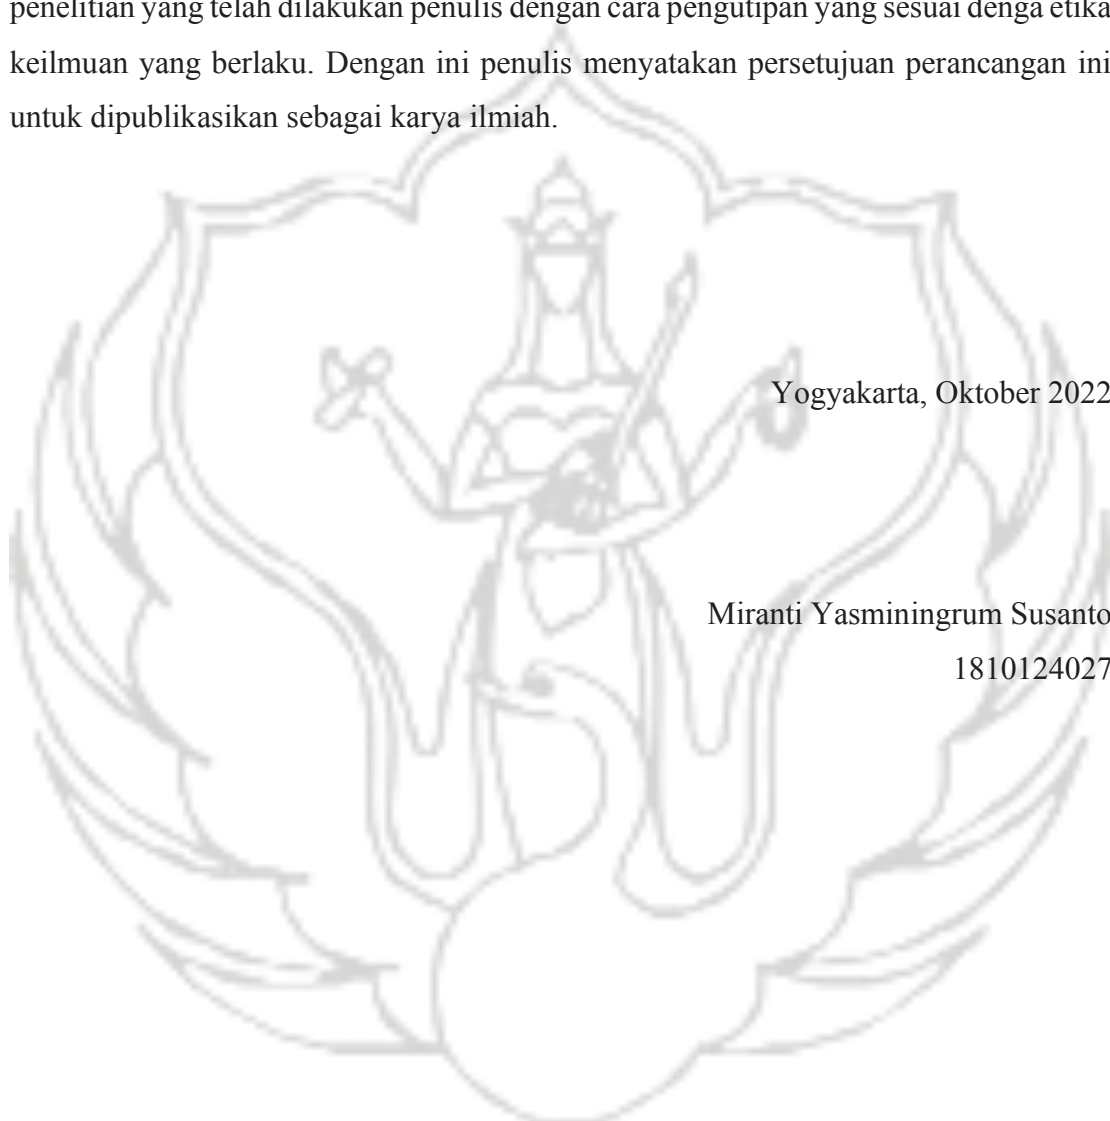 penelitian yang telah dilakukan penulis dengan cara pengutipan yang sesuai denga etika
keilmuan yang berlaku. Dengan ini penulis menyatakan persetujuan perancangan ini
untuk dipublikasikan sebagai karya ilmiah.
Yogyakarta, Oktober 2022
Miranti Yasminingrum Susanto
1810124027